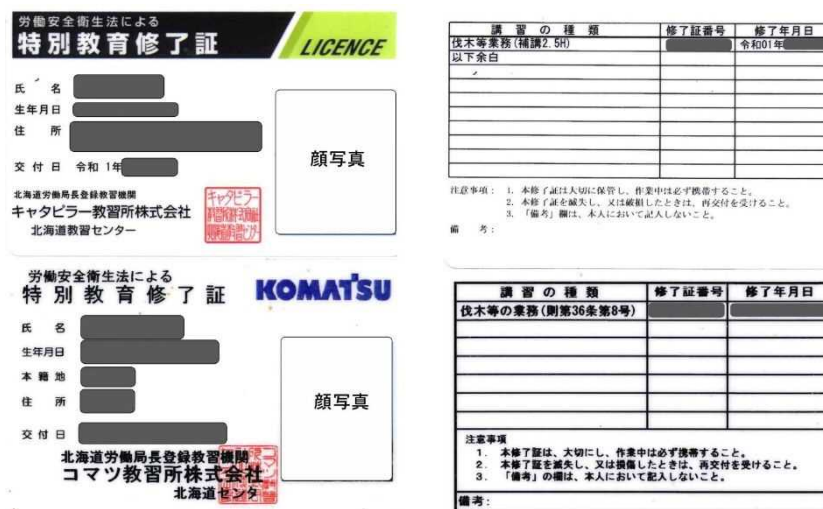 労働安全衛生法による
特別教育修了証
LICENCE
氏　名
生年月日
住　所
交 付 日　令和 1年
顔写真
北海道労働局長登録教習機関
キャタピラー教習所株式会社
北海道教習センター
講 習 の 種 類　修了証番号　修了年月日
伐木等業務(補講2.5H)　令和01年
以下余白
注意事項： 1. 本修了証は大切に保管し、作業中は必ず携帯すること。
2. 本修了証を滅失し、又は破損したときは、再交付を受けること。
3. 「備考」欄は、本人において記入しないこと。
備　考：
労働安全衛生法による
特 別 教 育 修 了 証
KOMATSU
氏　名
生年月日
本 籍 地
住　所
交 付 日
顔写真
北海道労働局長登録教習機関
コマツ教習所株式会社
北海道センタ
講 習 の 種 類　修了証番号　修了年月日
伐木等の業務(則第36条第8号)
注意事項
1. 本修了証は、大切にし、作業中は必ず携帯すること。
2. 本修了証を滅失し、又は損傷したときは、再交付を受けること。
3. 「備考」の欄は、本人において記入しないこと。
備考：